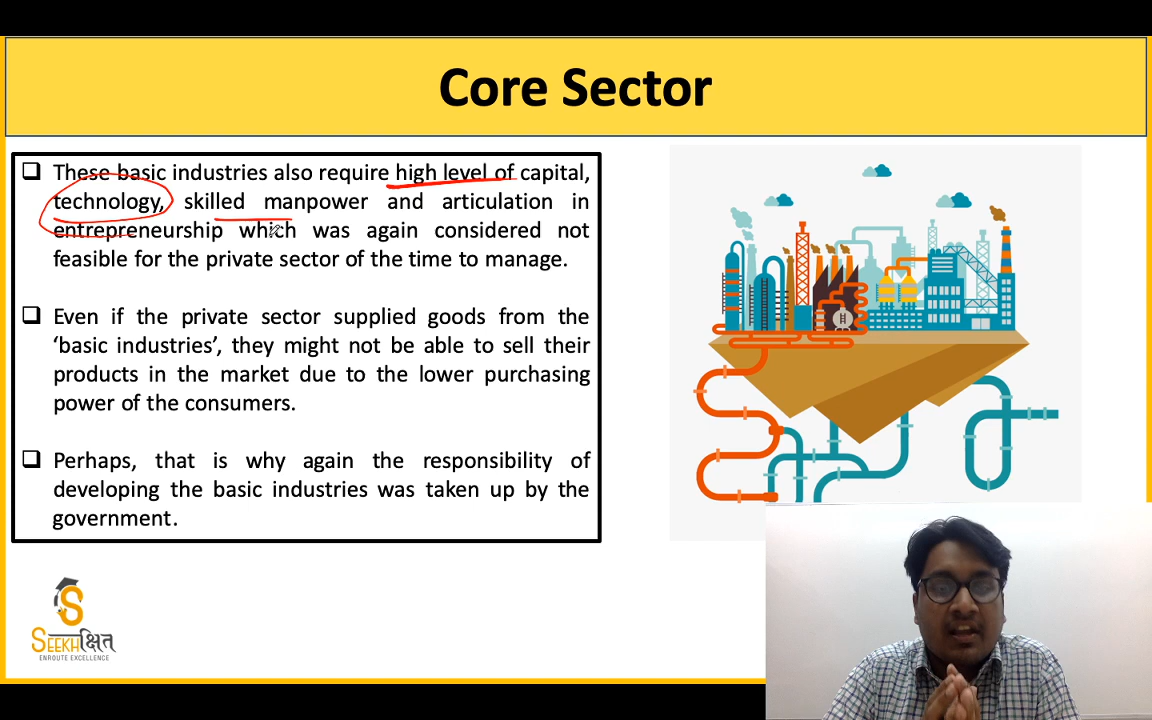 Core Sector
❑ These basic industries also require high level of capital,
technology, skilled manpower and articulation in
entrepreneurship which was again considered not
feasible for the private sector of the time to manage.
❑ Even if the private sector supplied goods from the
‘basic industries’, they might not be able to sell their
products in the market due to the lower purchasing
power of the consumers.
❑ Perhaps, that is why again the responsibility of
developing the basic industries was taken up by the
government.
S
SEEKHक्षित
ENROUTE EXCELLENCE